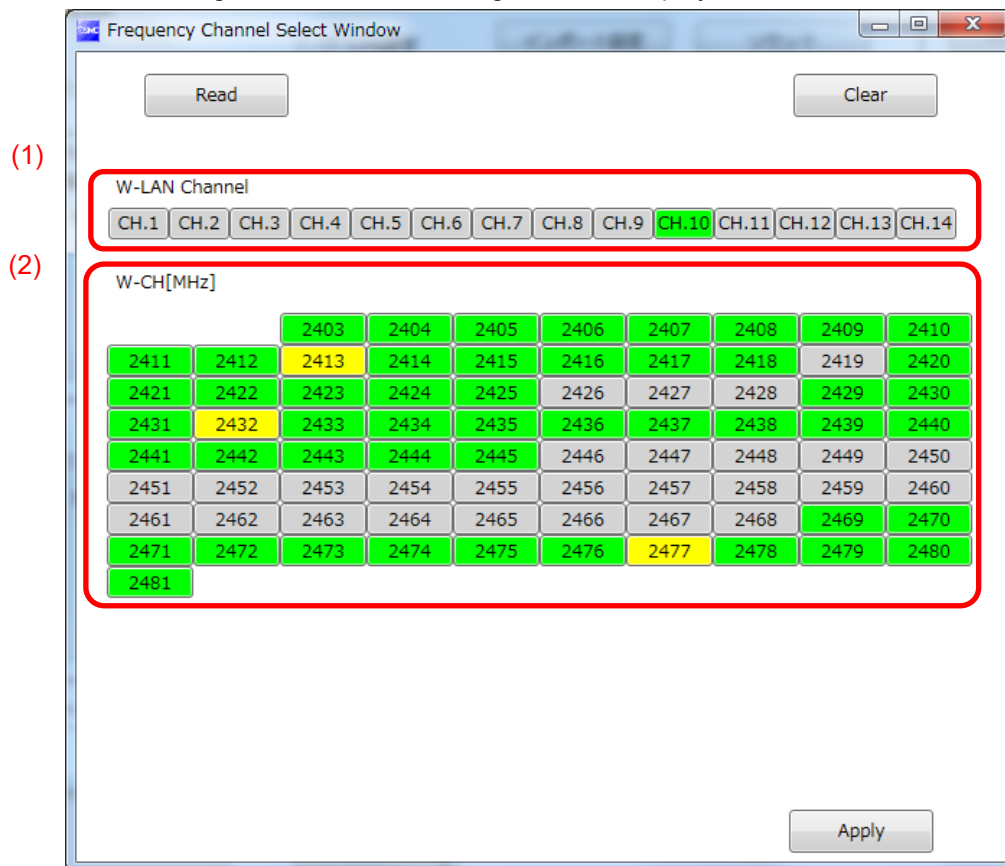 Frequency Channel Select Window
Read Clear
(1)
W-LAN Channel
CH.1 CH.2 CH.3 CH.4 CH.5 CH.6 CH.7 CH.8 CH.9 CH.10 CH.11 CH.12 CH.13 CH.14
(2)
W-CH[MHz]
2403 2404 2405 2406 2407 2408 2409 2410
2411 2412 2413 2414 2415 2416 2417 2418 2419 2420
2421 2422 2423 2424 2425 2426 2427 2428 2429 2430
2431 2432 2433 2434 2435 2436 2437 2438 2439 2440
2441 2442 2443 2444 2445 2446 2447 2448 2449 2450
2451 2452 2453 2454 2455 2456 2457 2458 2459 2460
2461 2462 2463 2464 2465 2466 2467 2468 2469 2470
2471 2472 2473 2474 2475 2476 2477 2478 2479 2480
2481
Apply